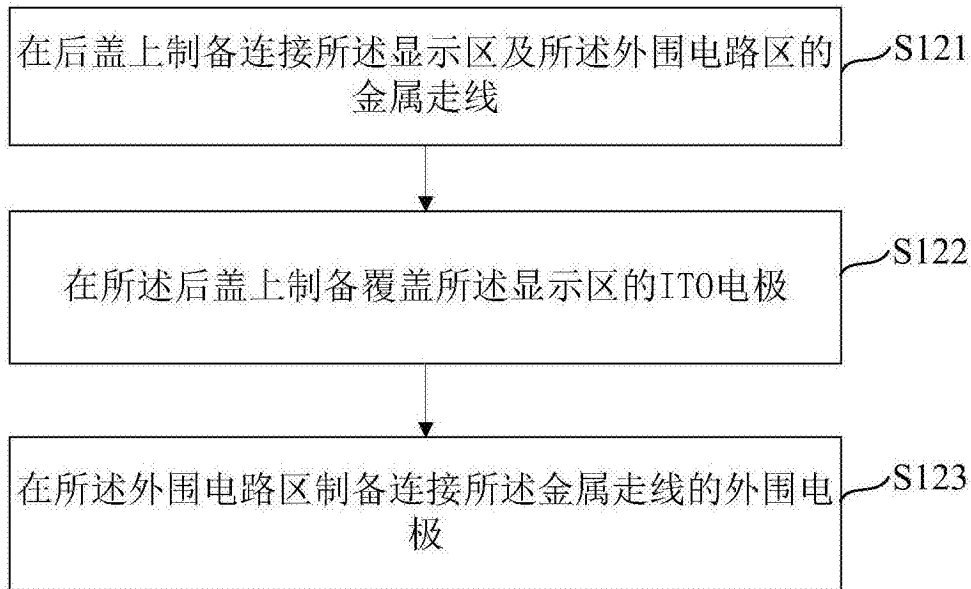 在后盖上制备连接所述显示区及所述外围电路区的
金属走线
S121
在所述后盖上制备覆盖所述显示区的ITO电极
S122
在所述外围电路区制备连接所述金属走线的外围电
极
S123